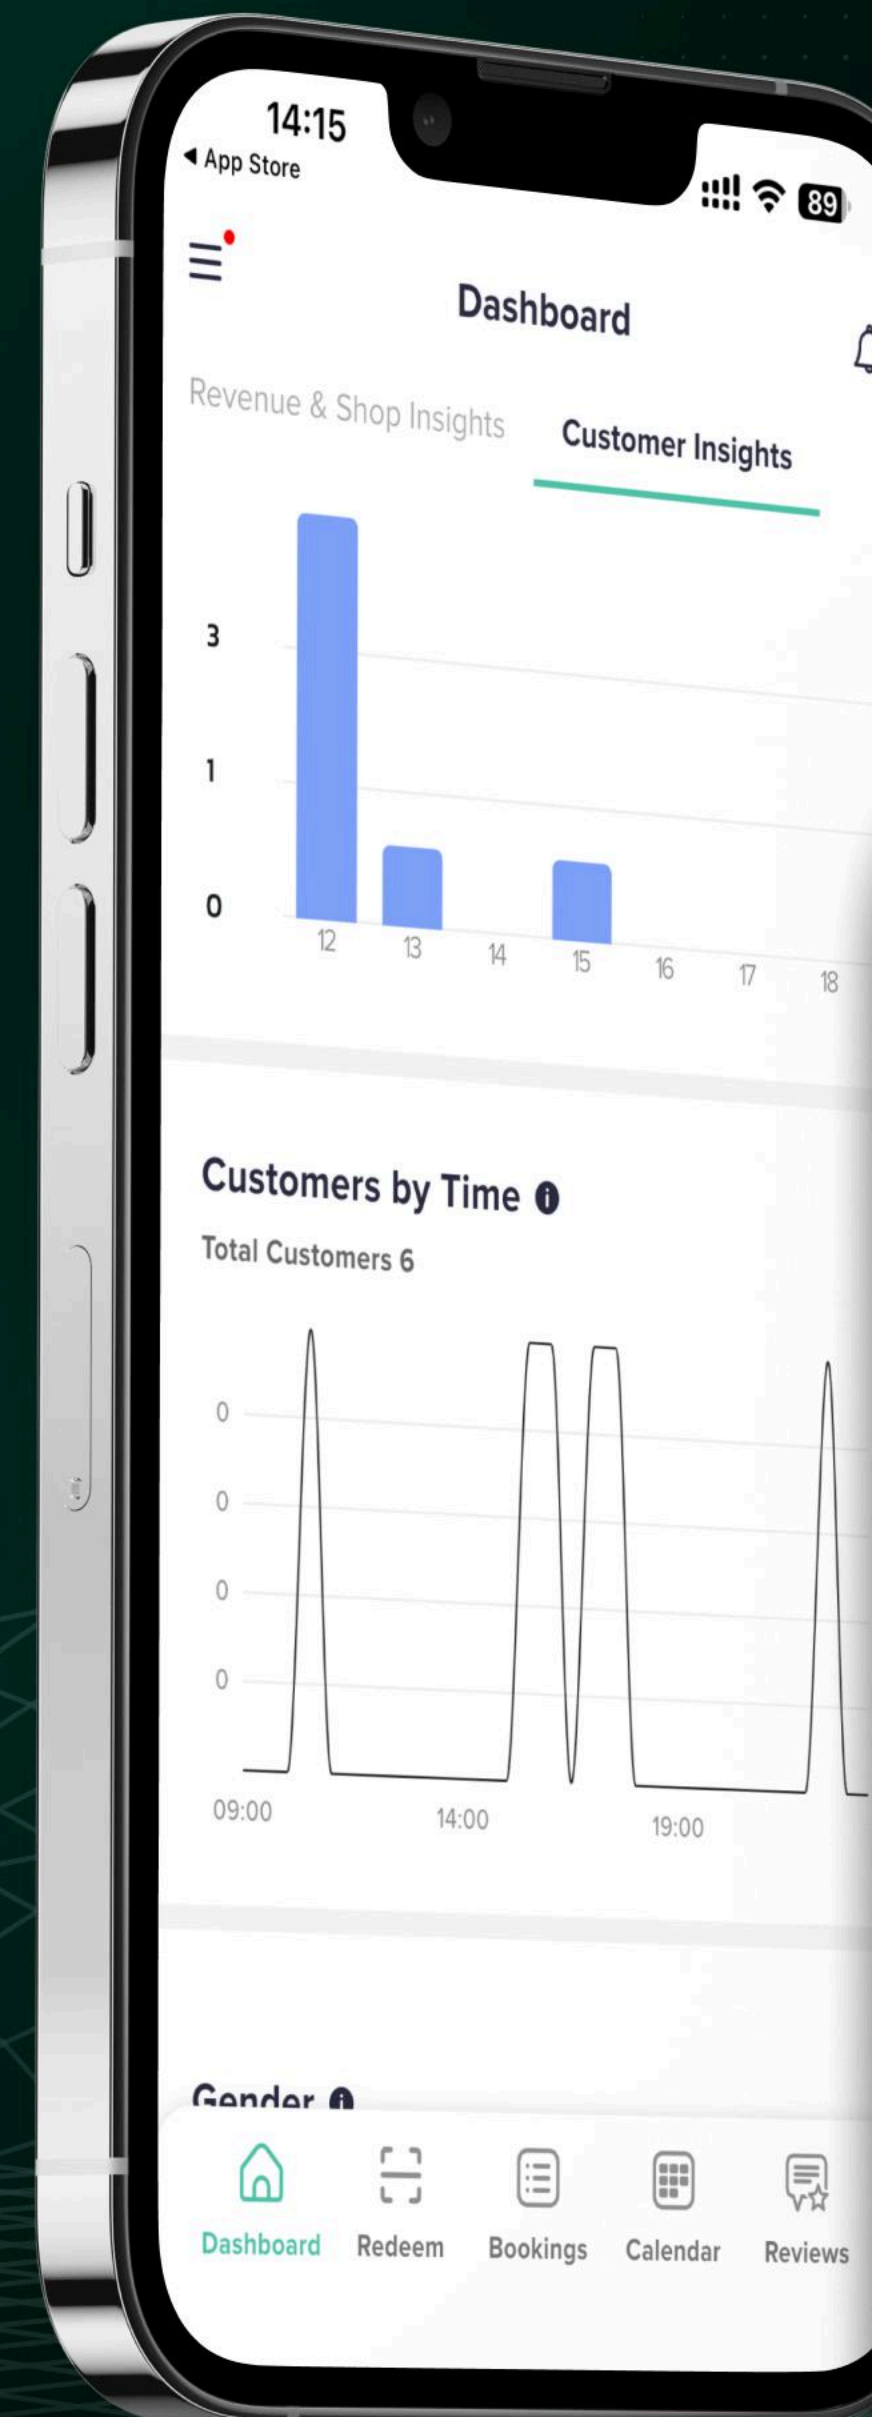 14:15
App Store
89
Dashboard
Revenue & Shop Insights
Customer Insights
3
1
0
12 13 14 15 16 17 18
Customers by Time
Total Customers 6
0
0
0
0
09:00 14:00 19:00
Gender
Dashboard Redeem Bookings Calendar Reviews